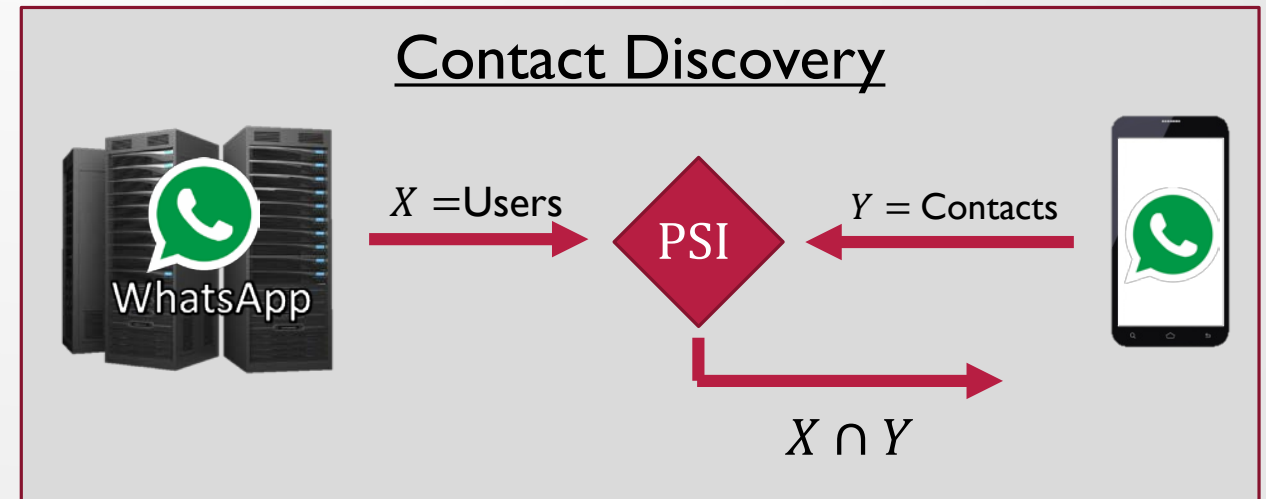 Contact Discovery
X =Users
Y = Contacts
PSI
WhatsApp
X ∩ Y